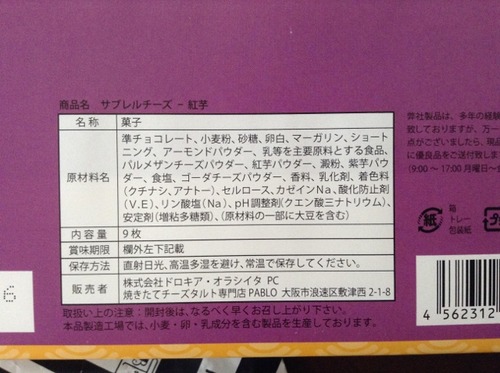 商品名 サブレルチーズ - 紅芋
名称 菓子
原材料名 準チョコレート、小麦粉、砂糖、卵白、マーガリン、ショート
ニング、アーモンドパウダー、乳等を主要原料とする食品、
パルメザンチーズパウダー、紅芋パウダー、澱粉、紫芋パウ
ダー、食塩、ゴーダチーズパウダー、香料、乳化剤、着色料
(クチナシ、アナトー)、セルロース、カゼインNa、酸化防止剤
(V.E)、リン酸塩(Na)、pH調整剤(クエン酸三ナトリウム)、
安定剤(増粘多糖類)、(原材料の一部に大豆を含む)
内容量 9枚
賞味期限 欄外左下記載
保存方法 直射日光、高温多湿を避け、常温で保存してください。
販売者 株式会社ドロキア・オラシイタ PC
焼きたてチーズタルト専門店 PABLO 大阪市浪速区敷津西 2-1-8
取扱い上の注意:開封後は、なるべく早くお召し上がり下さい。
本品製造工場では、小麦・卵・乳成分を含む製品を生産しております。
弊社製品は、多年の経験
致しておりますが、万一
点がございましたら、現品
に優良品をご送付致しま
(9:00 ～ 17:00 月曜日～
紙
箱
トレー
包装紙
4 562312
6